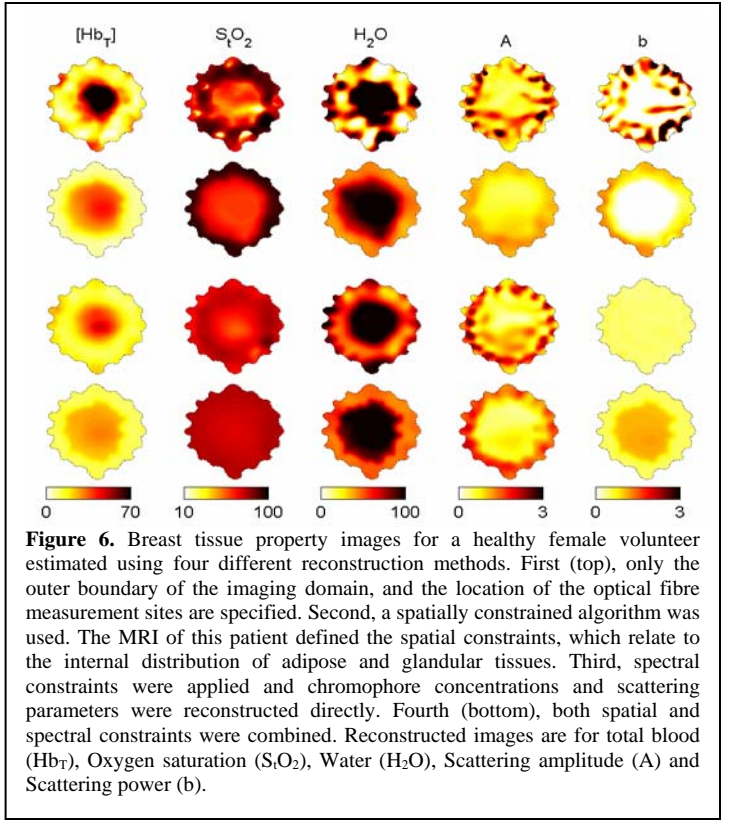 [HbT] StO2 H2O A b
0 70 10 100 0 100 0 3 0 3
Figure 6. Breast tissue property images for a healthy female volunteer
estimated using four different reconstruction methods. First (top), only the
outer boundary of the imaging domain, and the location of the optical fibre
measurement sites are specified. Second, a spatially constrained algorithm was
used. The MRI of this patient defined the spatial constraints, which relate to
the internal distribution of adipose and glandular tissues. Third, spectral
constraints were applied and chromophore concentrations and scattering
parameters were reconstructed directly. Fourth (bottom), both spatial and
spectral constraints were combined. Reconstructed images are for total blood
(HbT), Oxygen saturation (StO2), Water (H2O), Scattering amplitude (A) and
Scattering power (b).